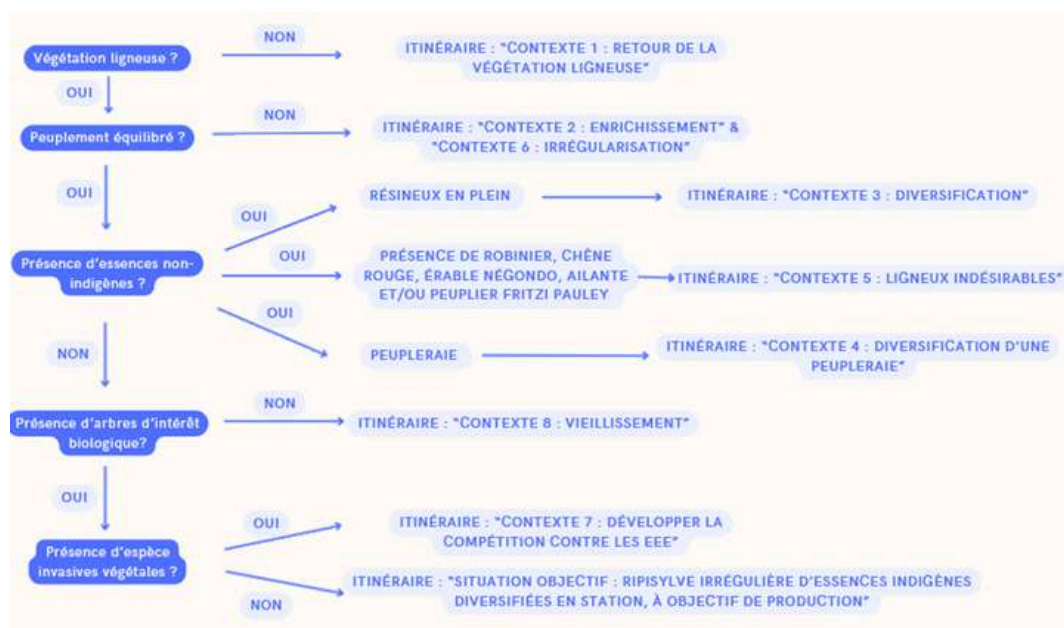 Végétation ligneuse ?
NON
ITINÉRAIRE : "CONTEXTE 1 : RETOUR DE LA
VÉGÉTATION LIGNEUSE"
OUI
Peuplement équilibré ?
NON
ITINÉRAIRE : "CONTEXTE 2 : ENRICHISSEMENT" &
"CONTEXTE 6 : IRRÉGULARISATION"
OUI
Présence d'essences non-
indigènes ?
OUI
RÉSINEUX EN PLEIN
ITINÉRAIRE : "CONTEXTE 3 : DIVERSIFICATION"
OUI
PRÉSENCE DE ROBINIER, CHÊNE
ROUGE, ÉRABLE NÉGONDO, AILANTE
ET/OU PEUPLIER FRITZI PAULEY
ITINÉRAIRE : "CONTEXTE 5 : LIGNEUX INDÉSIRABLES"
OUI
PEUPLERAIE
ITINÉRAIRE : "CONTEXTE 4 : DIVERSIFICATION D'UNE
PEUPLERAIE"
NON
Présence d'arbres d'intérêt
biologique?
NON
ITINÉRAIRE : "CONTEXTE 8 : VIEILLISSEMENT"
OUI
Présence d'espèce
invasives végétales ?
OUI
ITINÉRAIRE : "CONTEXTE 7 : DÉVELOPPER LA
COMPÉTITION CONTRE LES EEE"
NON
ITINÉRAIRE : "SITUATION OBJECTIF : RIPISYLVE IRRÉGULIÈRE D'ESSENCES INDIGÈNES
DIVERSIFIÉES EN STATION, À OBJECTIF DE PRODUCTION"